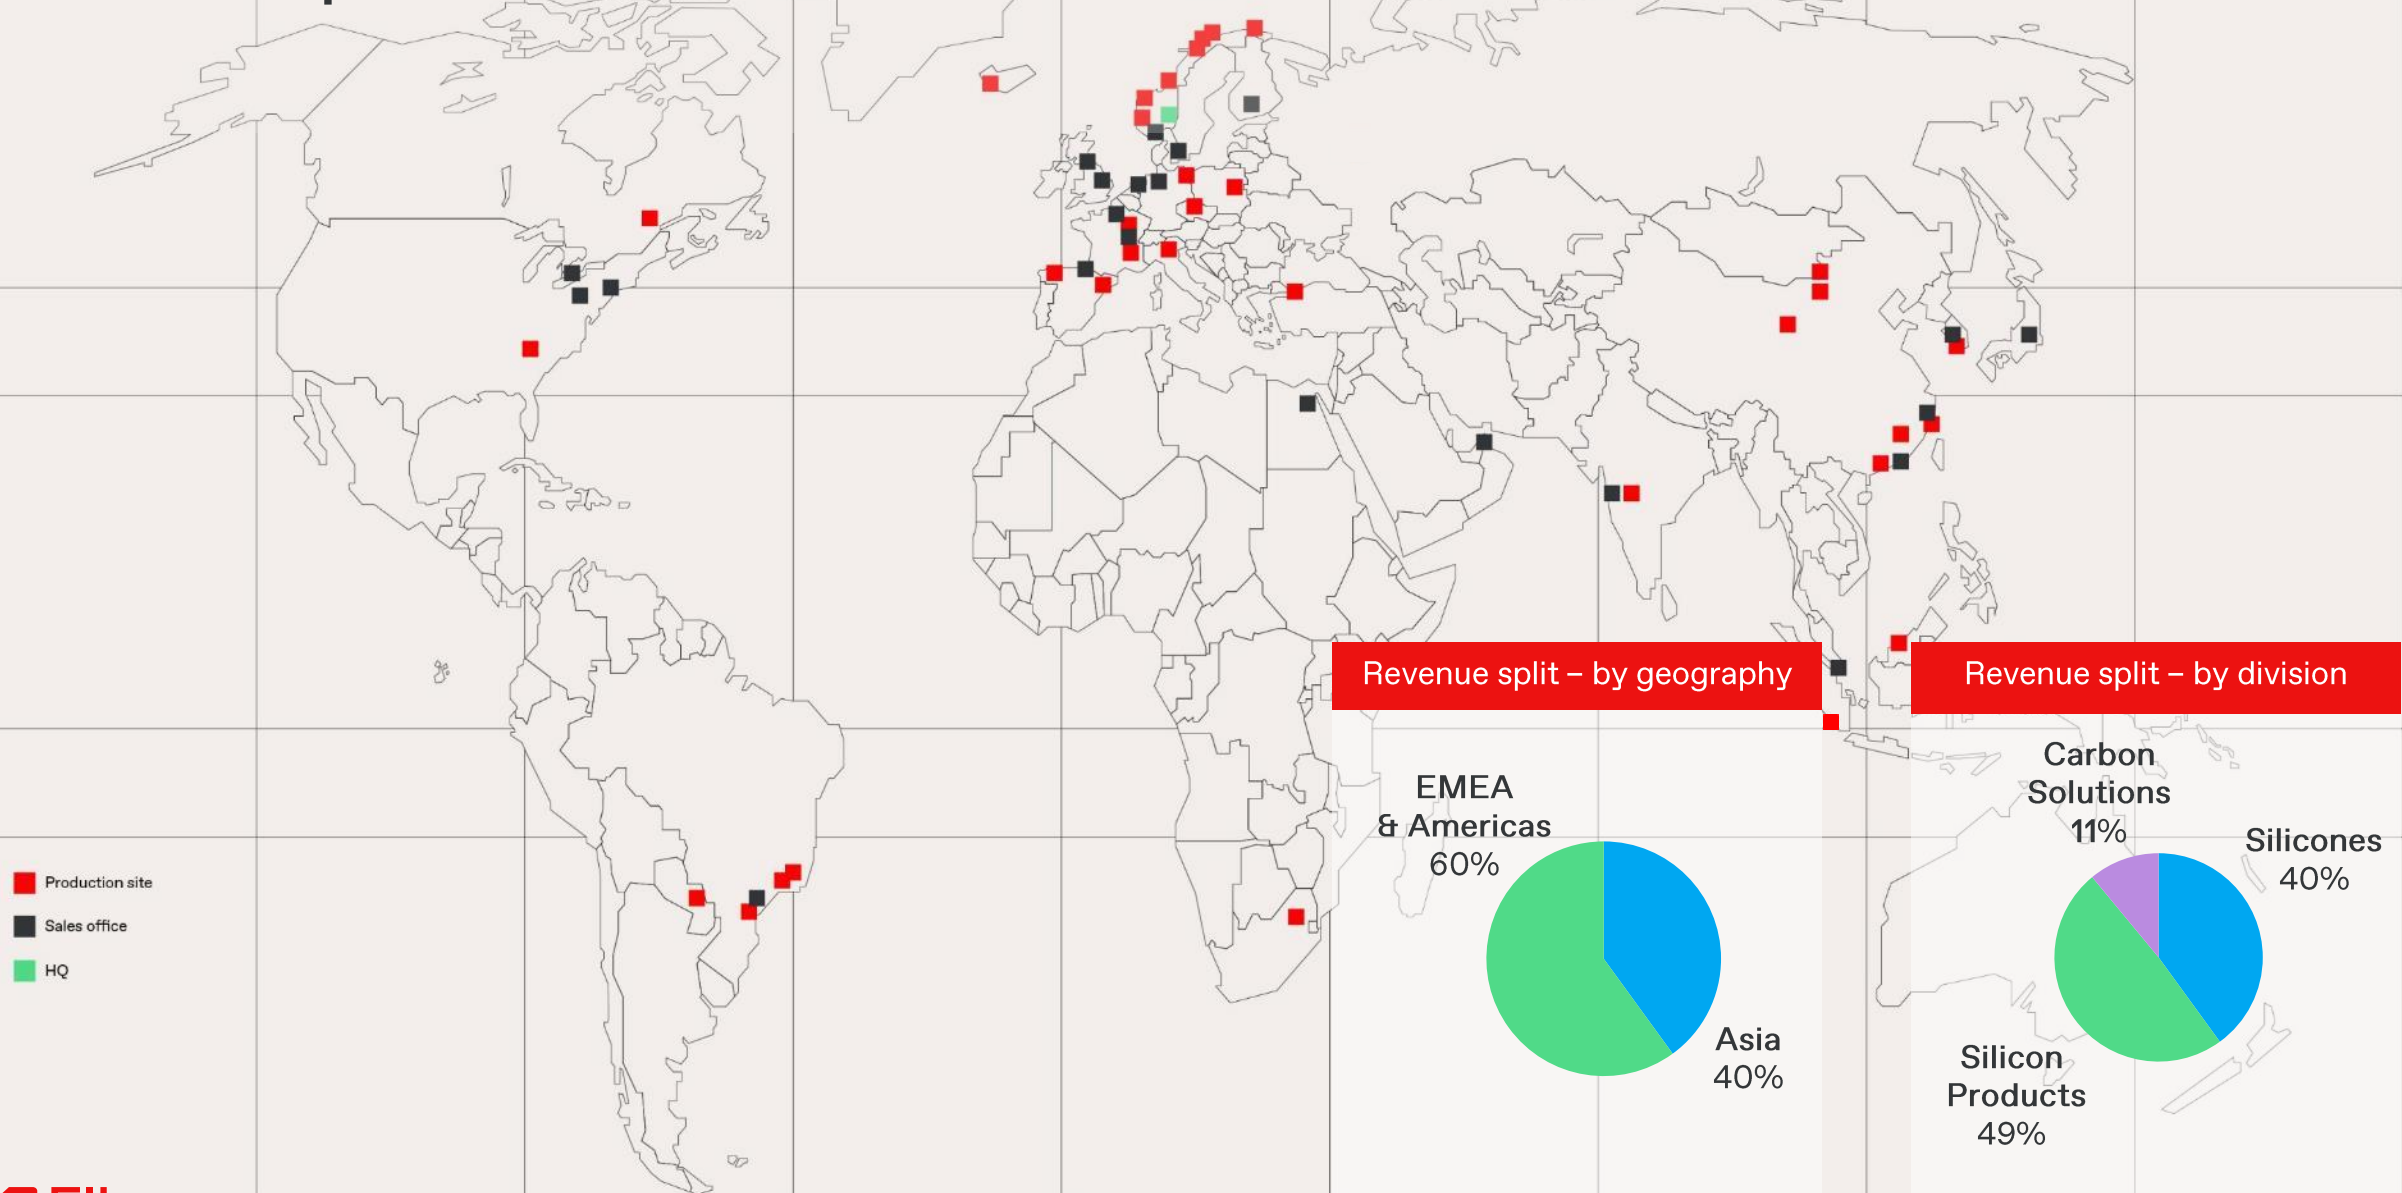 Revenue split – by geography
Revenue split – by division
EMEA
& Americas
60%
Asia
40%
Carbon
Solutions
11%
Silicones
40%
Silicon
Products
49%
Production site
Sales office
HQ